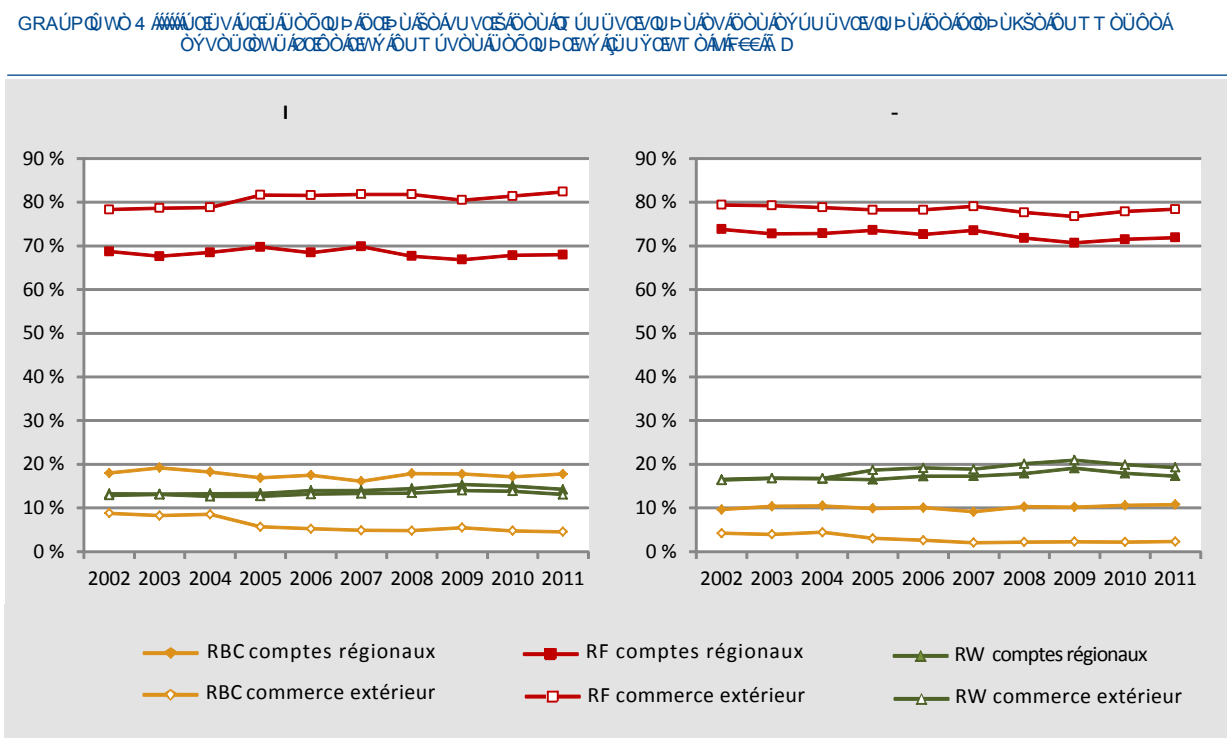 I
-
90 %
80 %
70 %
60 %
50 %
40 %
30 %
20 %
10 %
0 %
2002 2003 2004 2005 2006 2007 2008 2009 2010 2011
90 %
80 %
70 %
60 %
50 %
40 %
30 %
20 %
10 %
0 %
2002 2003 2004 2005 2006 2007 2008 2009 2010 2011
RBC comptes régionaux
RF comptes régionaux
RW comptes régionaux
RBC commerce extérieur
RF commerce extérieur
RW commerce extérieur